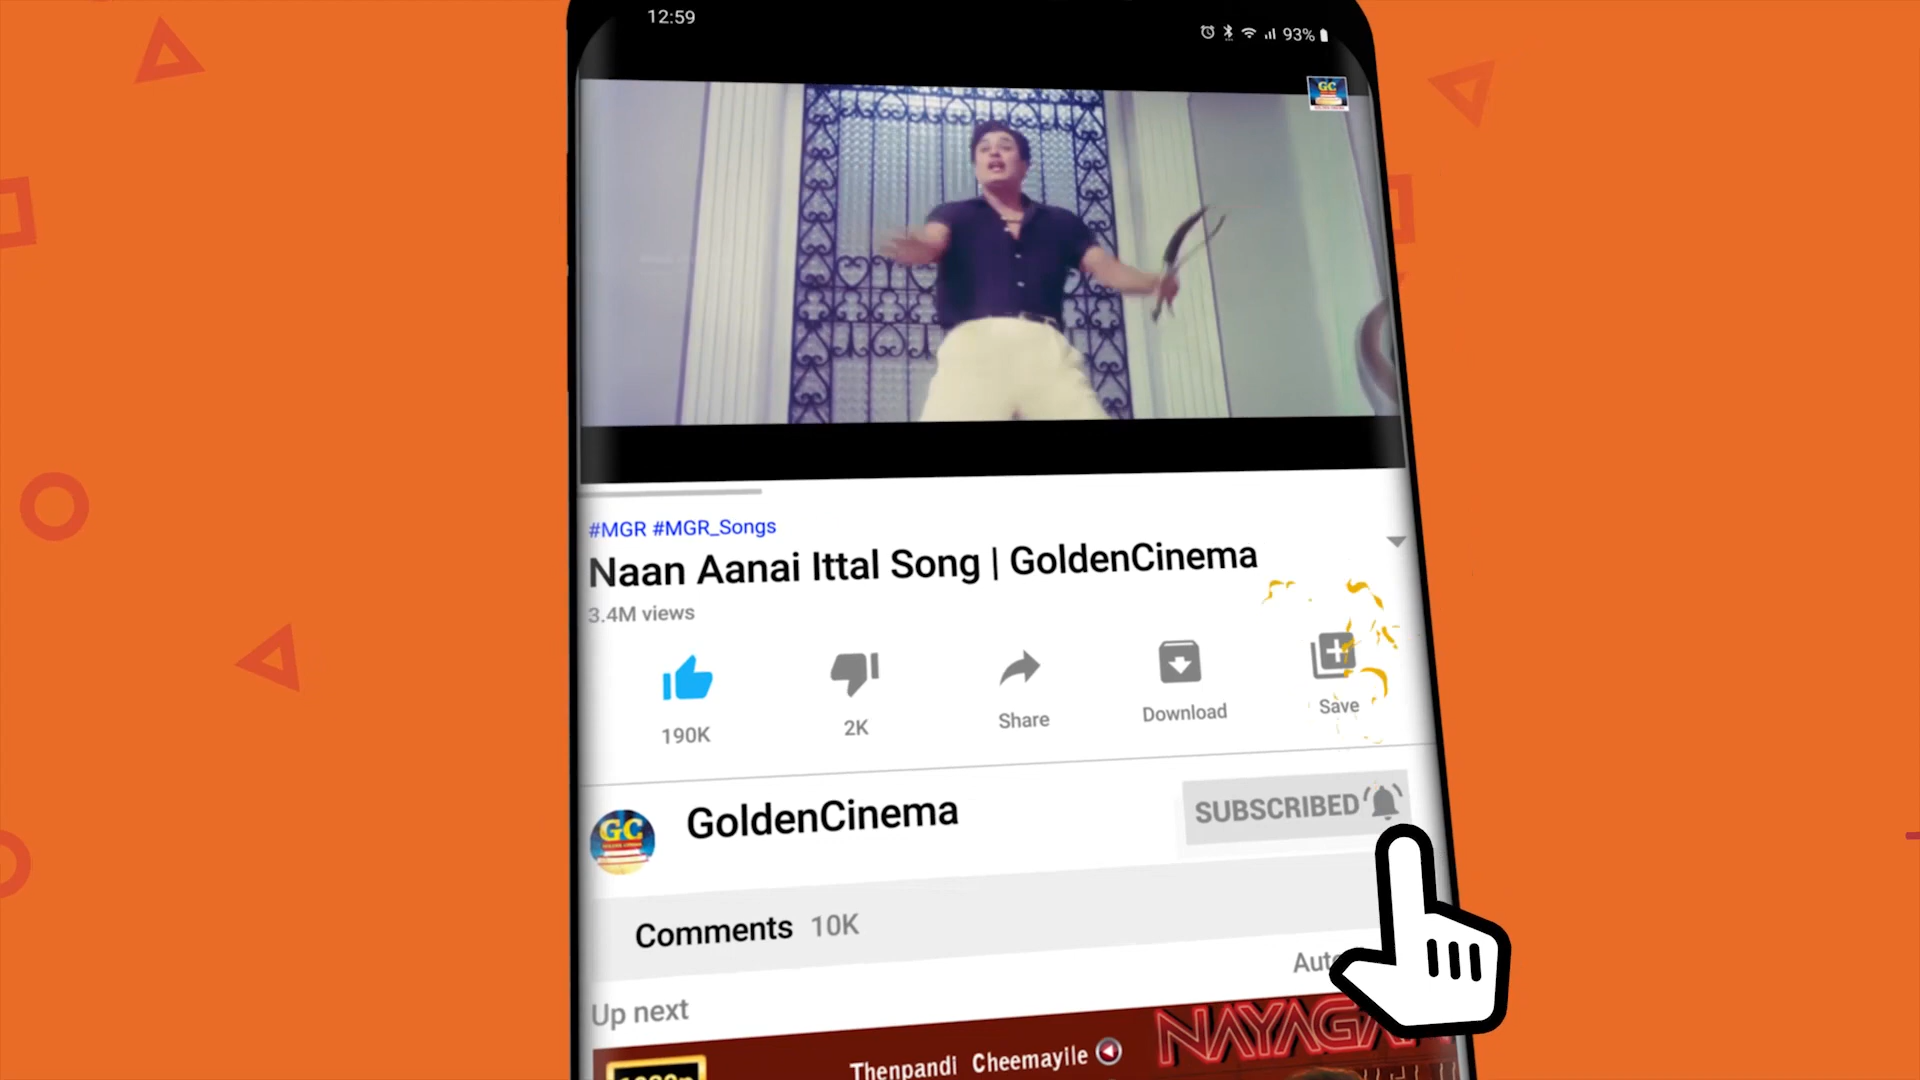 12:59
93%
GC
#MGR #MGR_Songs
Naan Aanai Ittal Song | GoldenCinema
3.4M views
190K
2K
Share
Download
Save
GC
GoldenCinema
SUBSCRIBED
Comments 10K
Up next
Thenpandi Cheemayile